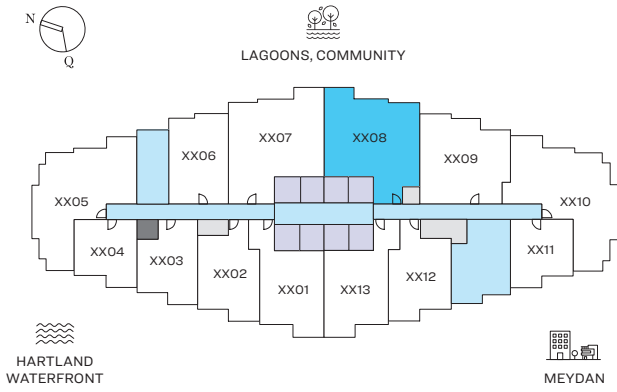 N
Q
LAGOONS, COMMUNITY
XX07
XX08
XX06
XX09
XX05
XX10
XX04
XX03
XX02
XX01
XX13
XX12
XX11
HARTLAND
WATERFRONT
MEYDAN